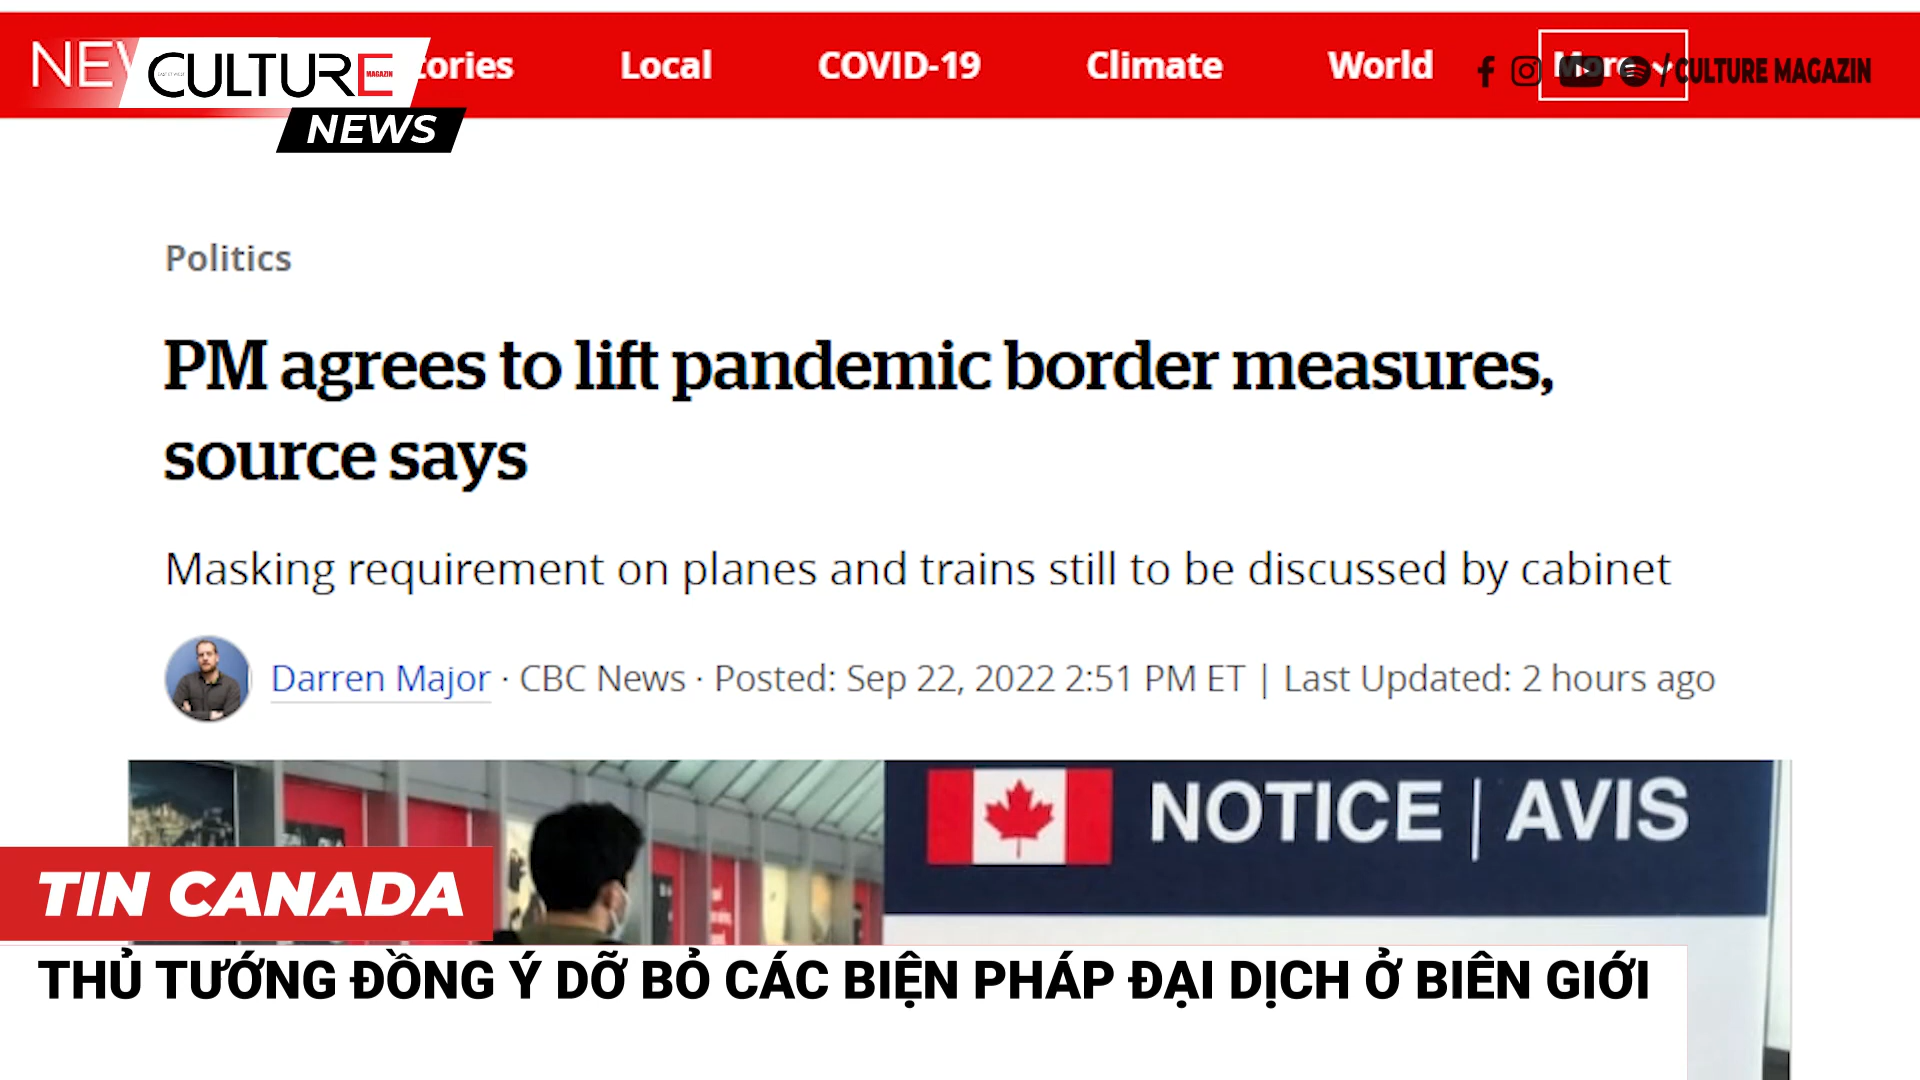 NE
CULTURE
MAGAZIN
NEWS
tories
Local
COVID-19
Climate
World
More
/ CULTURE MAGAZIN
Politics
PM agrees to lift pandemic border measures,
source says
Masking requirement on planes and trains still to be discussed by cabinet
Darren Major · CBC News · Posted: Sep 22, 2022 2:51 PM ET | Last Updated: 2 hours ago
NOTICE | AVIS
TIN CANADA
THỦ TƯỚNG ĐỒNG Ý DỠ BỎ CÁC BIỆN PHÁP ĐẠI DỊCH Ở BIÊN GIỚI